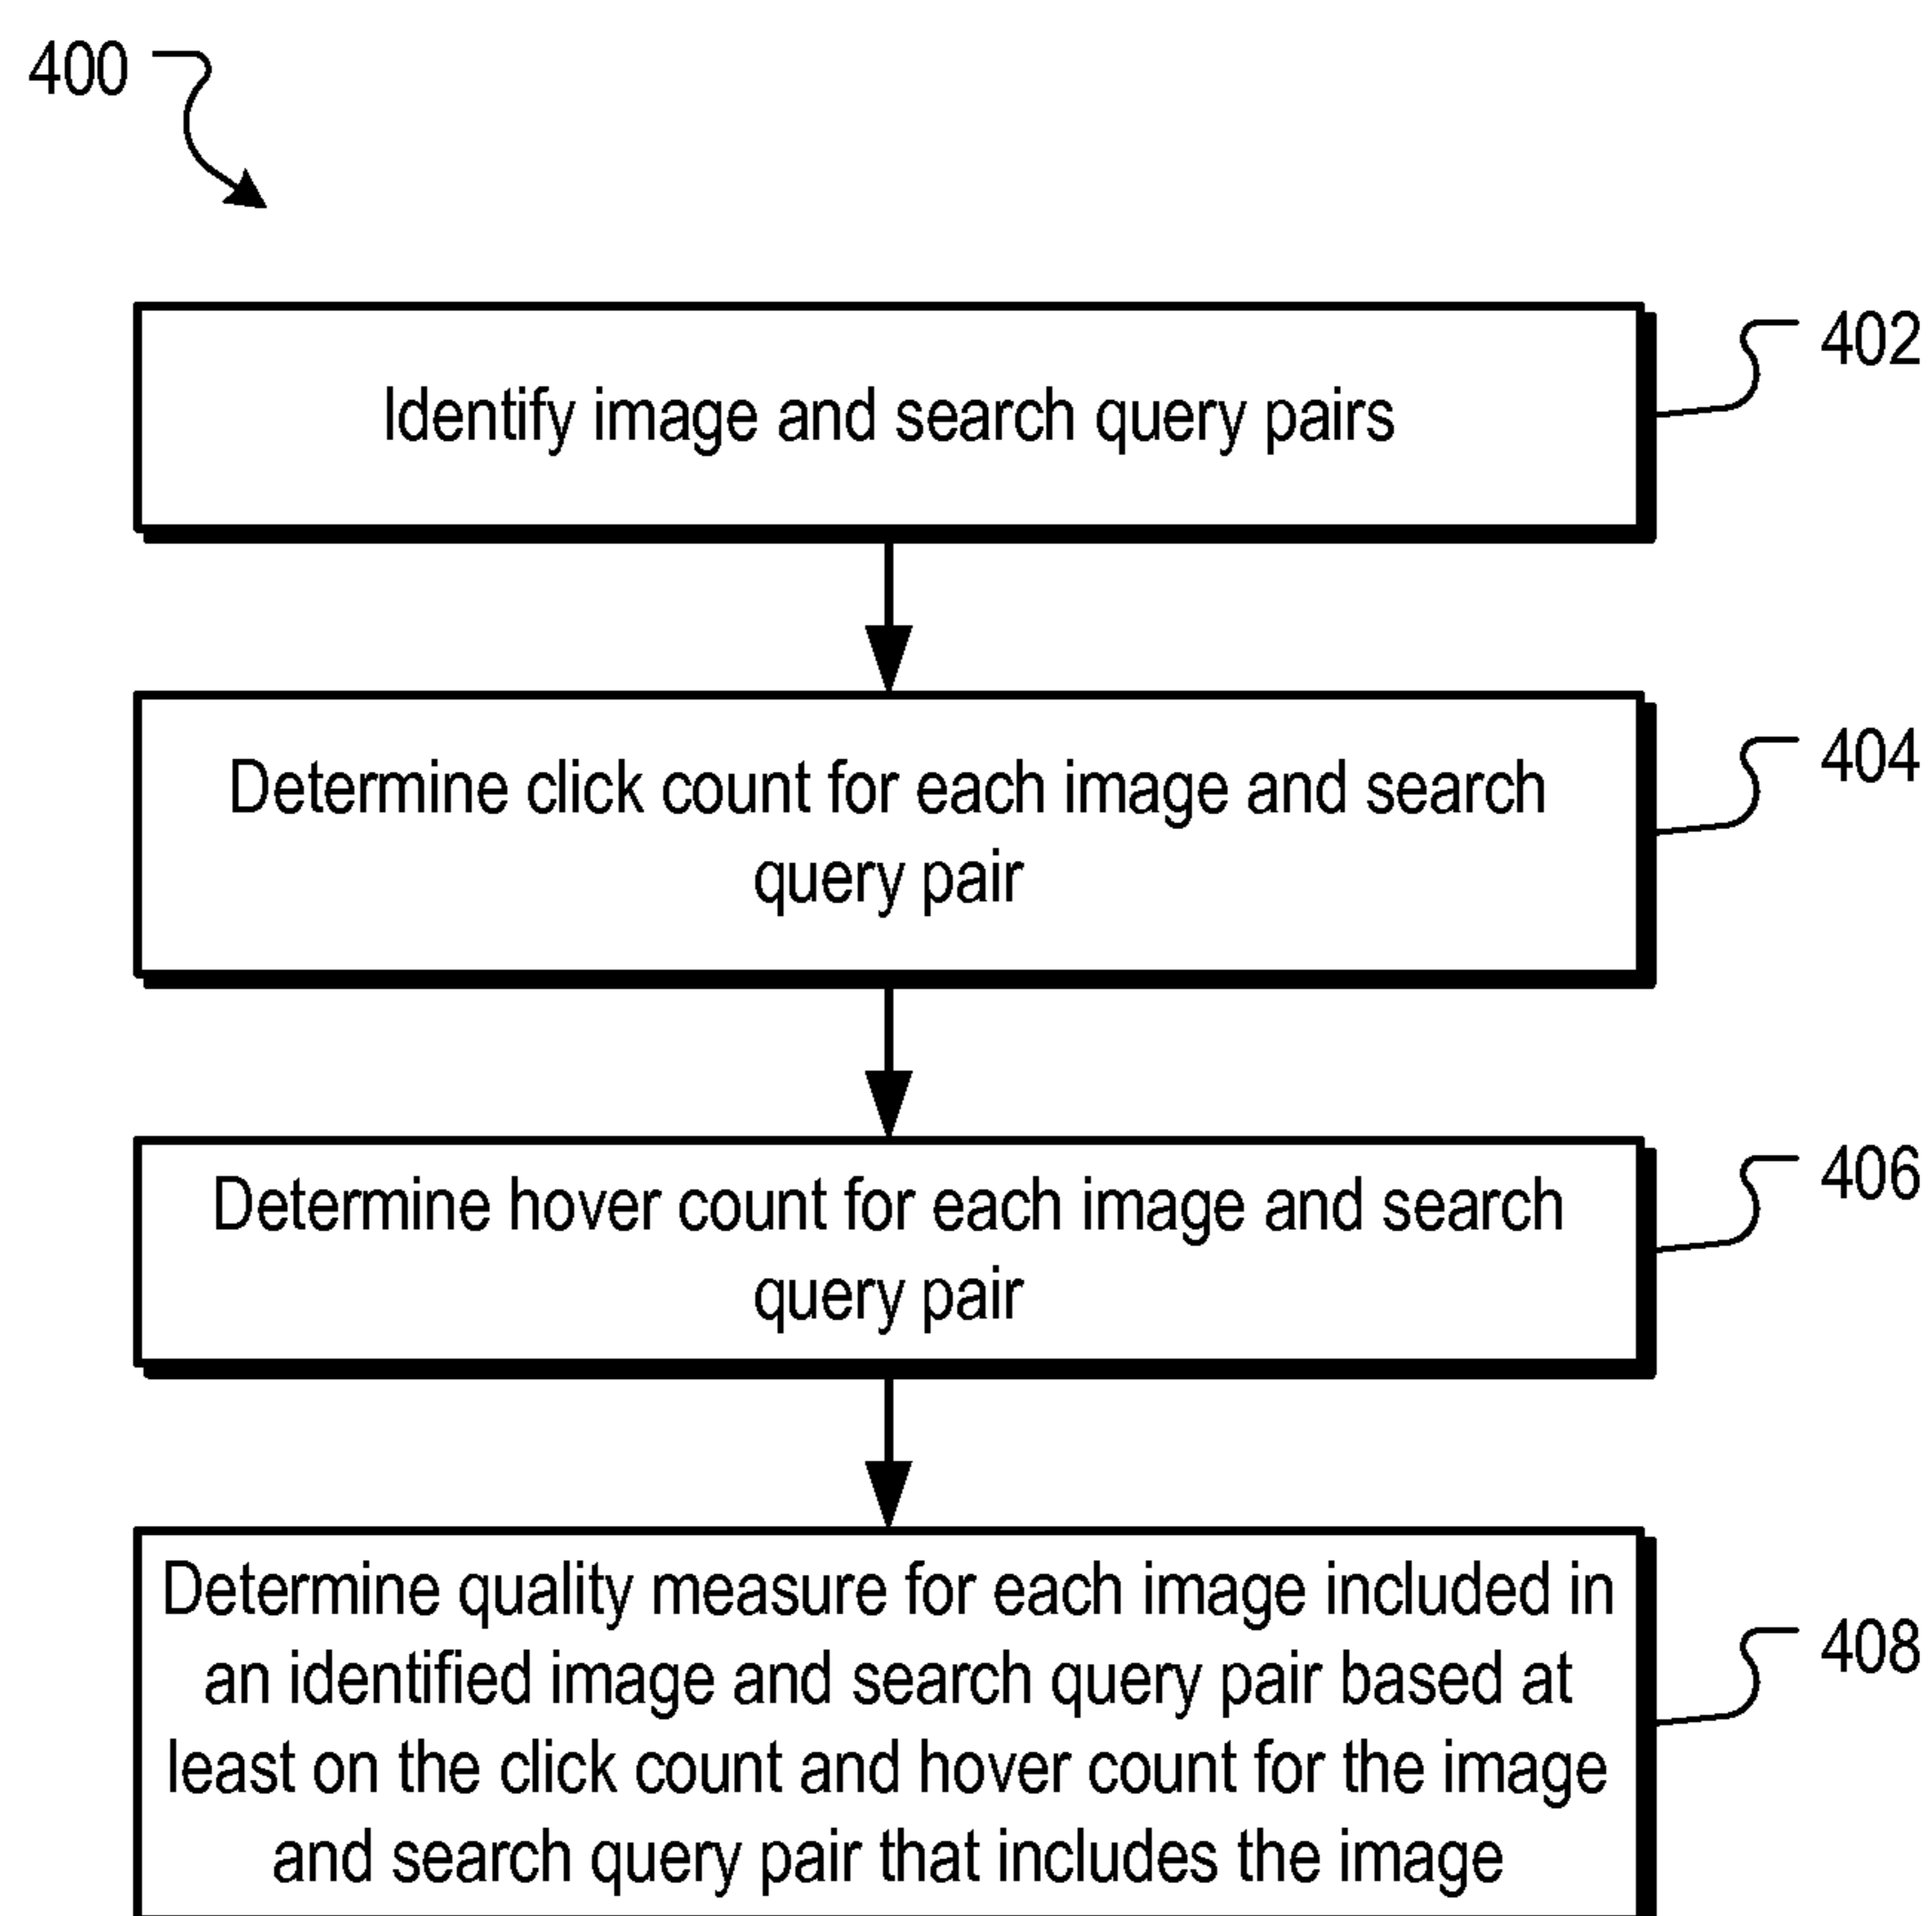 400
402
Identify image and search query pairs
404
Determine click count for each image and search
query pair
406
Determine hover count for each image and search
query pair
408
Determine quality measure for each image included in
an identified image and search query pair based at
least on the click count and hover count for the image
and search query pair that includes the image